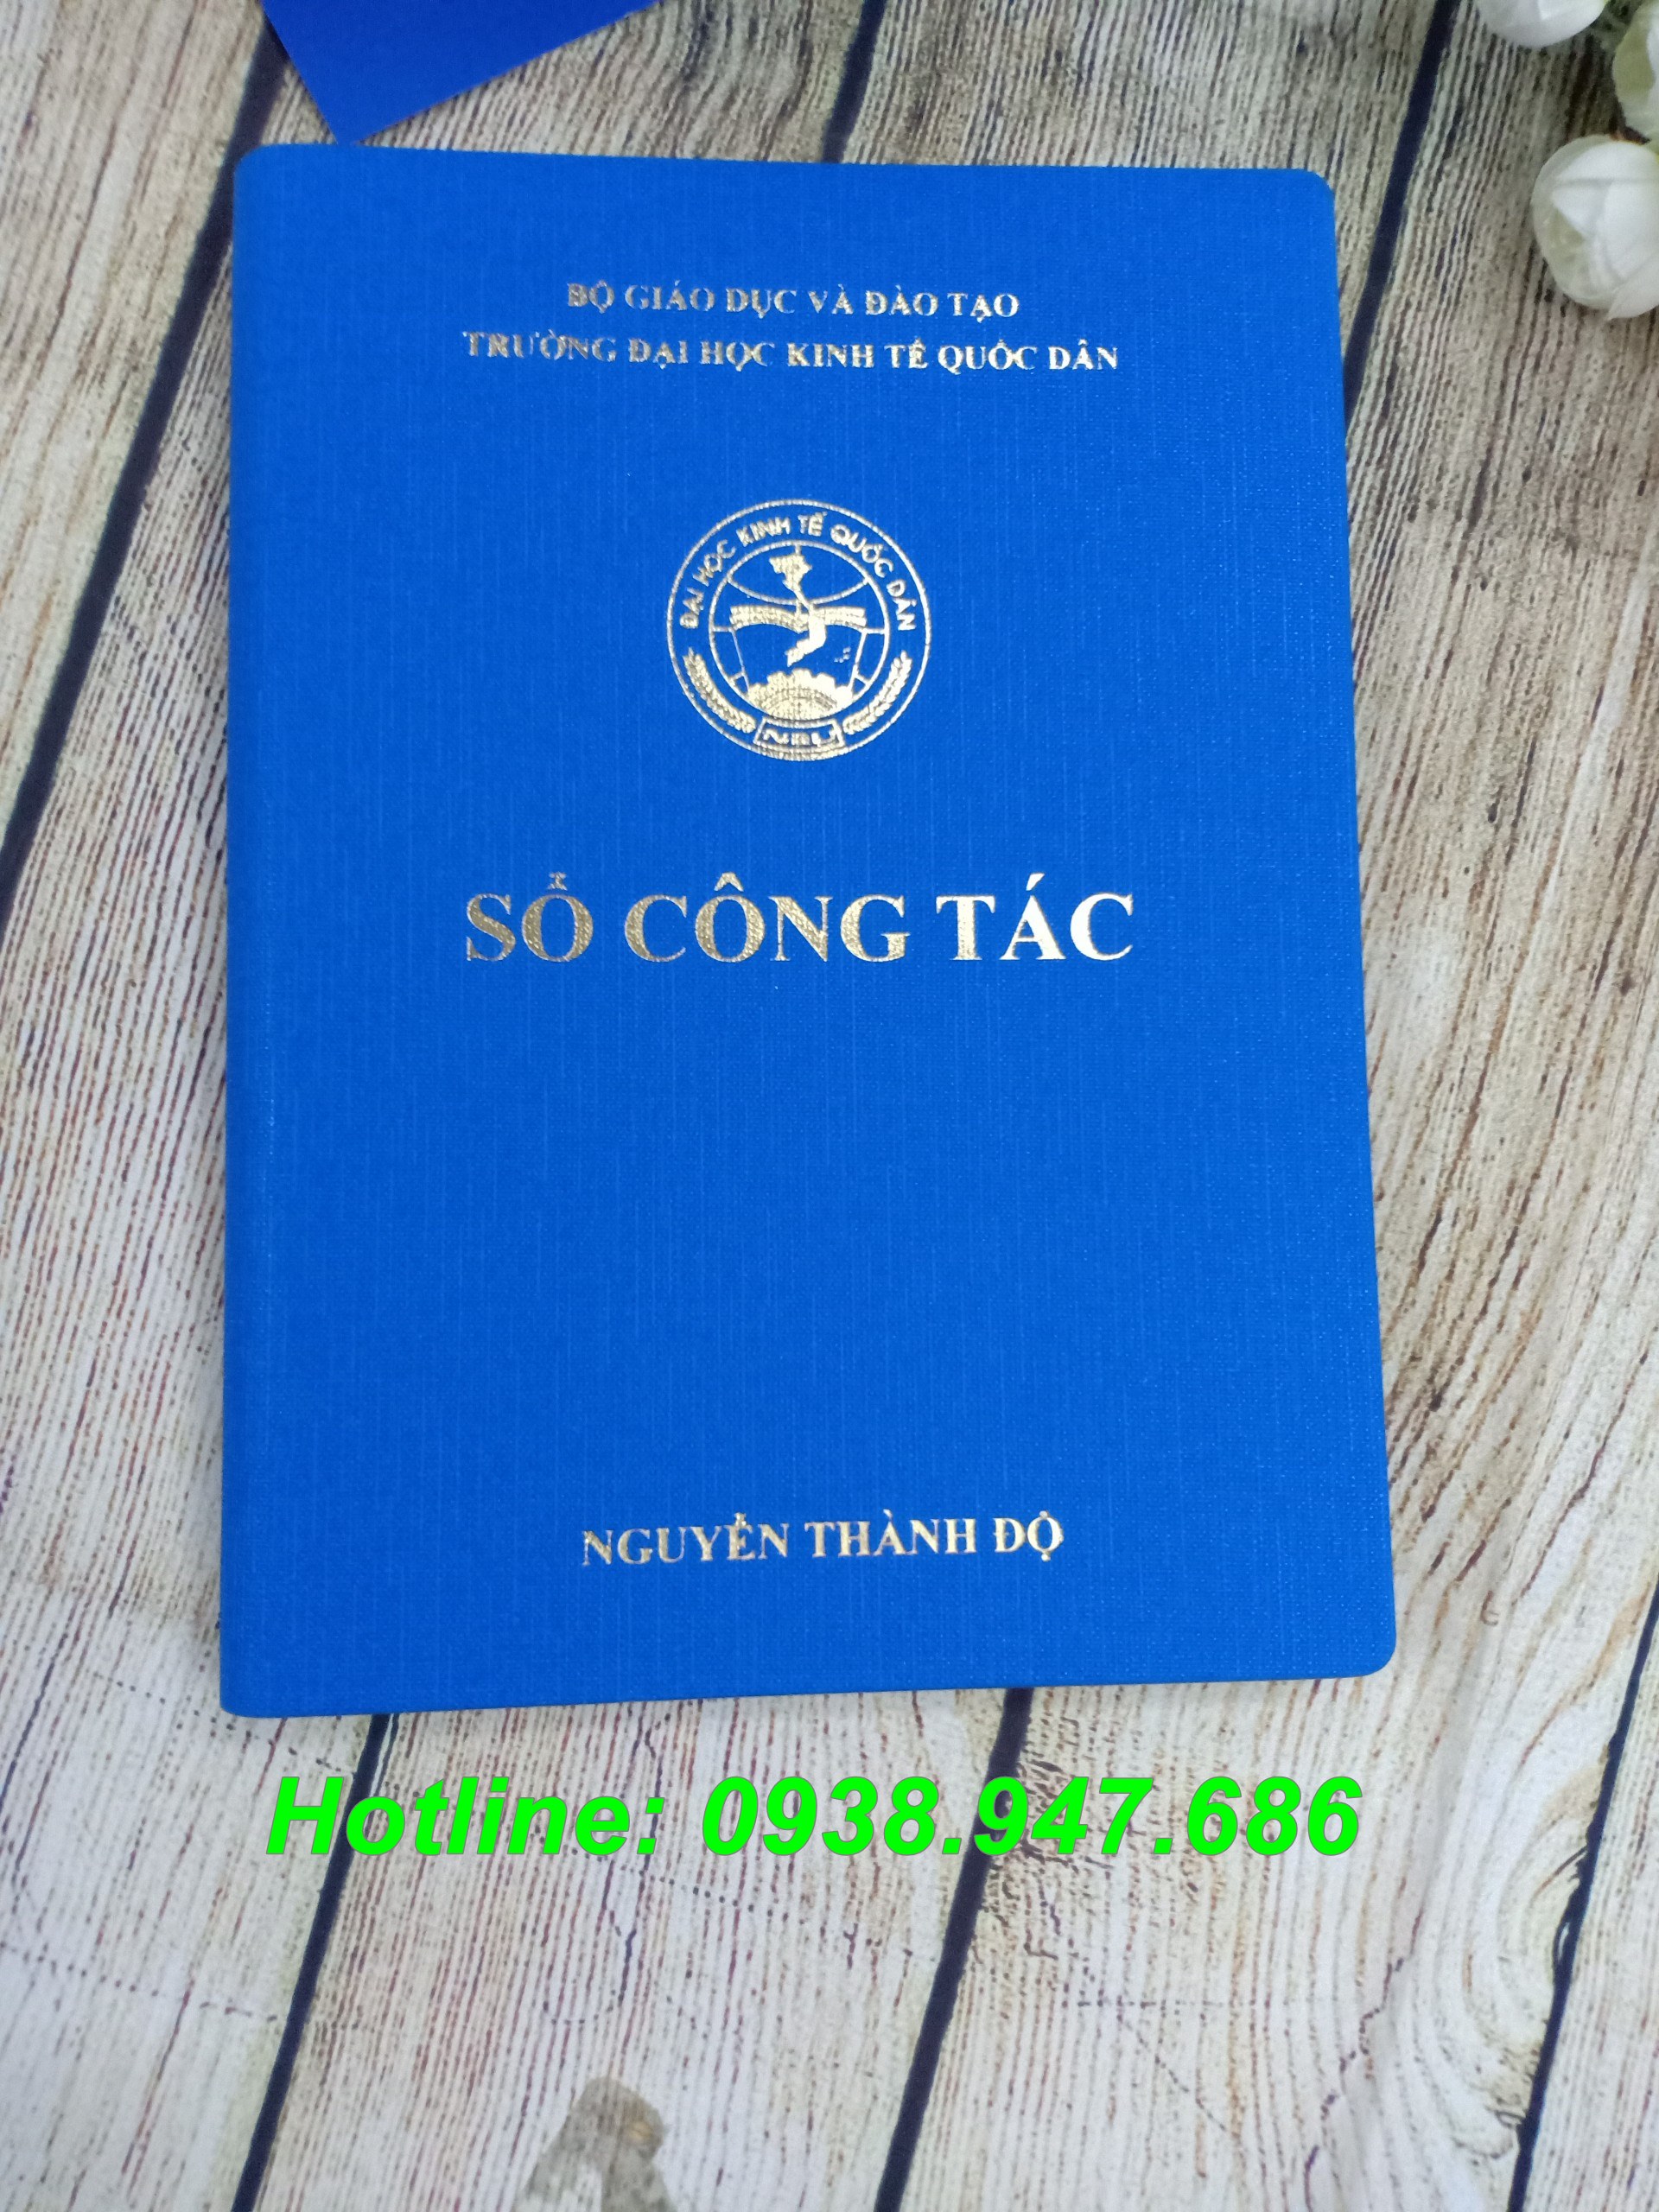 BỘ GIÁO DỤC VÀ ĐÀO TẠO
TRƯỜNG ĐẠI HỌC KINH TẾ QUỐC DÂN
ĐẠI HỌC KINH TẾ QUỐC DÂN
NEU
SỔ CÔNG TÁC
NGUYỄN THÀNH ĐỘ
Hotline: 0938.947.686